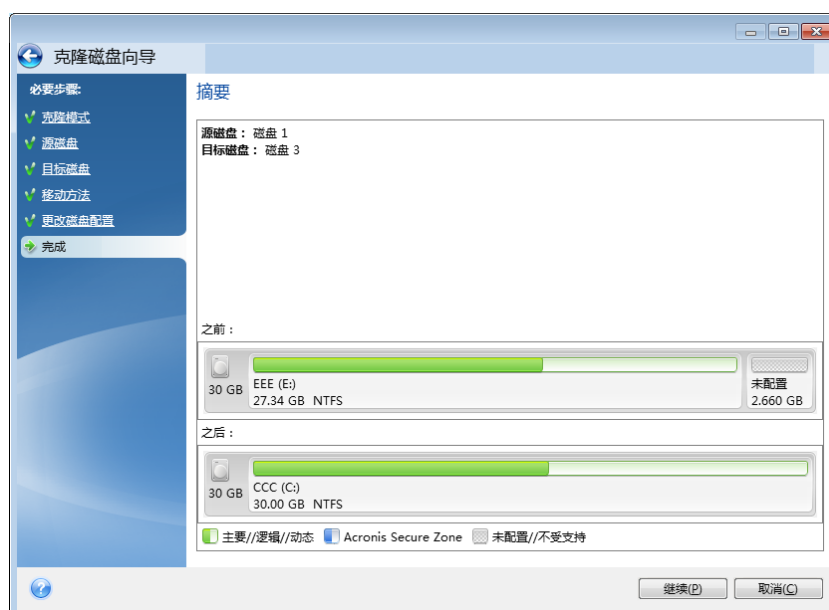 克隆磁盘向导
必要步骤:
克隆模式
源磁盘
目标磁盘
移动方法
更改磁盘配置
完成
摘要
源磁盘： 磁盘 1
目标磁盘： 磁盘 3
之前：
30 GB
EEE (E:)
27.34 GB NTFS
未配置
2.660 GB
之后：
30 GB
CCC (C:)
30.00 GB NTFS
主要//逻辑//动态 Acronis Secure Zone 未配置//不受支持
继续(P) 取消(C)